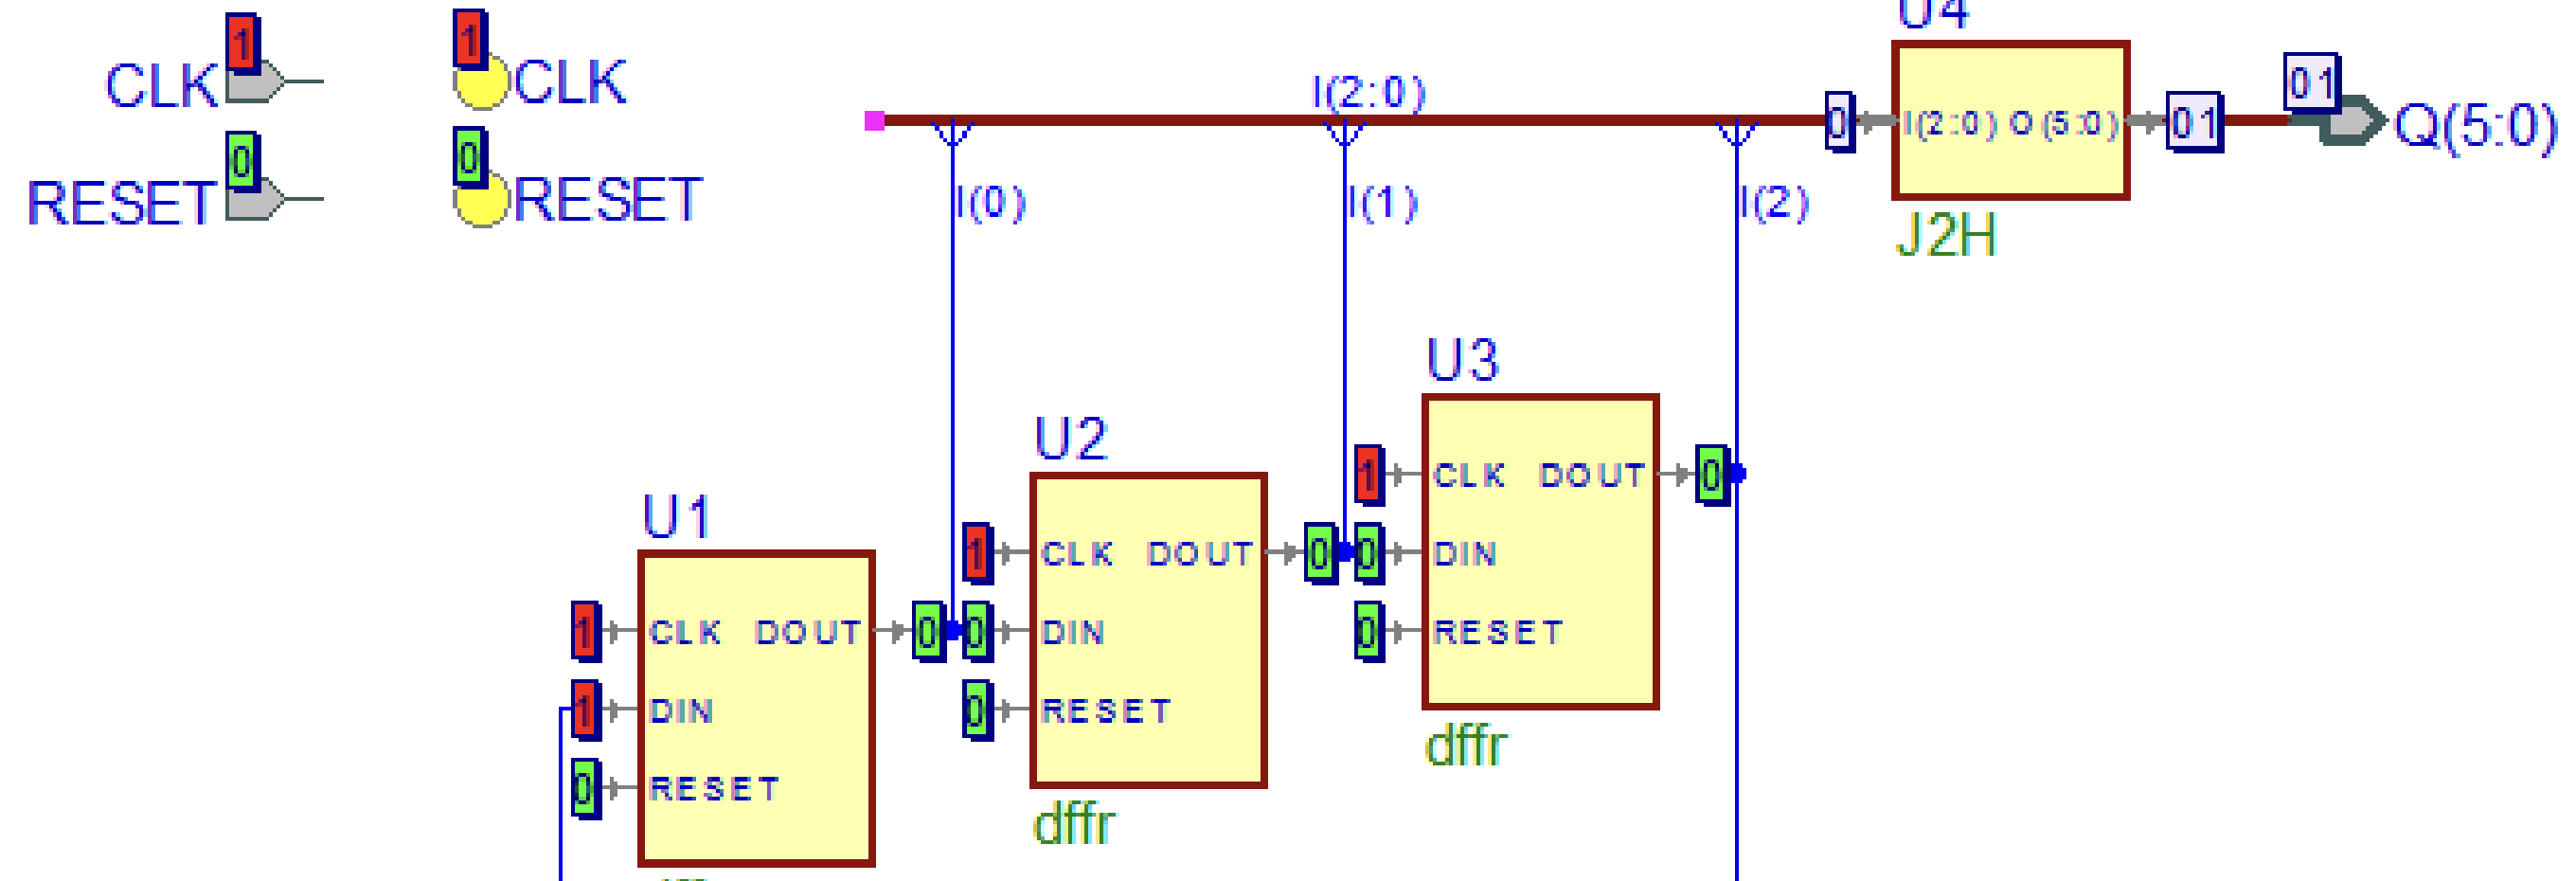 1
CLK
0
RESET
1
CLK
0
RESET
I(2:0)
I(0)
I(1)
I(2)
U4
0
I(2:0) O(5:0)
01
01
Q(5:0)
J2H
U3
1
CLK DOUT
0
0
DIN
0
RESET
dffr
U2
1
CLK DOUT
0
0
DIN
0
RESET
dffr
U1
1
CLK DOUT
0
1
DIN
0
RESET